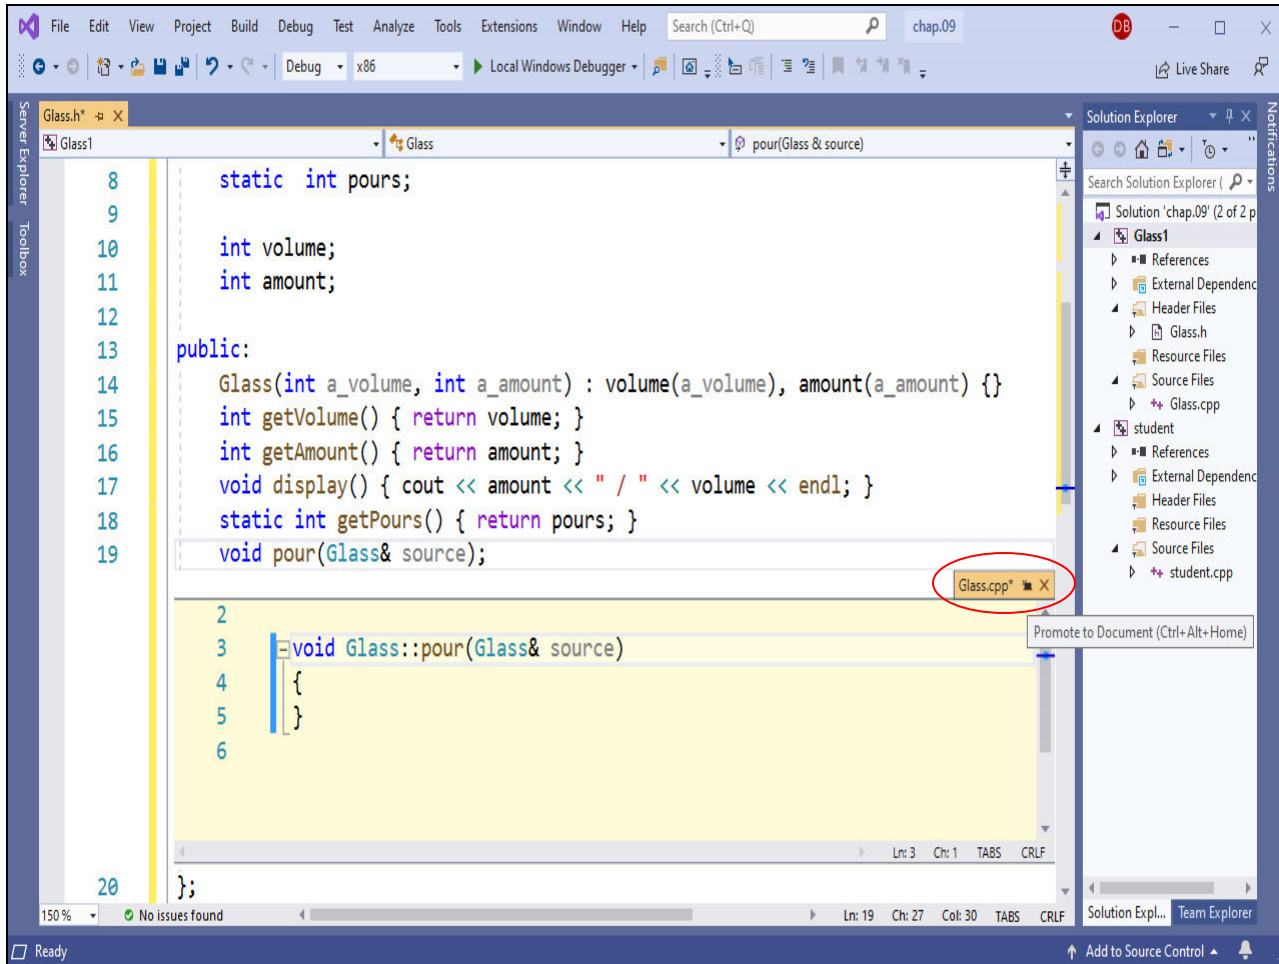 File Edit View Project Build Debug Test Analyze Tools Extensions Window Help Search (Ctrl+Q) chap.09 DB
Debug x86 Local Windows Debugger Live Share
Server Explorer
Toolbox
Glass.h*
Glass1 Glass pour(Glass & source)
8 static int pours;
9
10 int volume;
11 int amount;
12
13 public:
14 Glass(int a_volume, int a_amount) : volume(a_volume), amount(a_amount) {}
15 int getVolume() { return volume; }
16 int getAmount() { return amount; }
17 void display() { cout << amount << " / " << volume << endl; }
18 static int getPours() { return pours; }
19 void pour(Glass& source);
Glass.cpp*
Promote to Document (Ctrl+Alt+Home)
2
3 void Glass::pour(Glass& source)
4 {
5 }
6
Ln: 3 Ch: 1 TABS CRLF
20 };
150 % No issues found Ln: 19 Ch: 27 Col: 30 TABS CRLF
Solution Explorer
Search Solution Explorer (
Solution 'chap.09' (2 of 2 p
Glass1
References
External Dependenc
Header Files
Glass.h
Resource Files
Source Files
Glass.cpp
student
References
External Dependenc
Header Files
Resource Files
Source Files
student.cpp
Solution Expl... Team Explorer
Notifications
Ready Add to Source Control